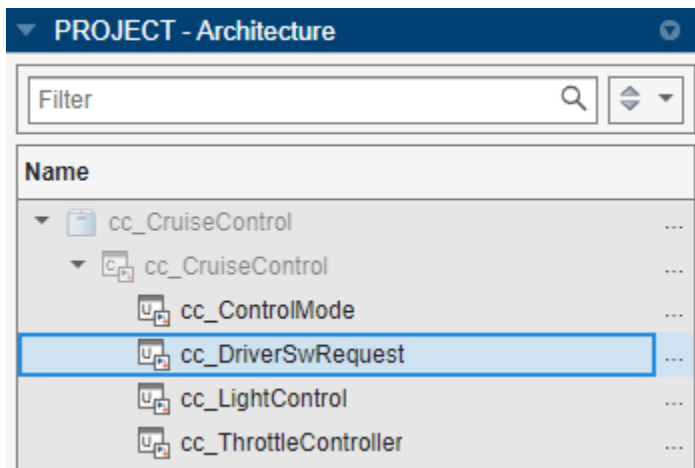 PROJECT - Architecture
Filter
Name
cc_CruiseControl ...
C cc_CruiseControl ...
U cc_ControlMode ...
U cc_DriverSwRequest ...
U cc_LightControl ...
U cc_ThrottleController ...